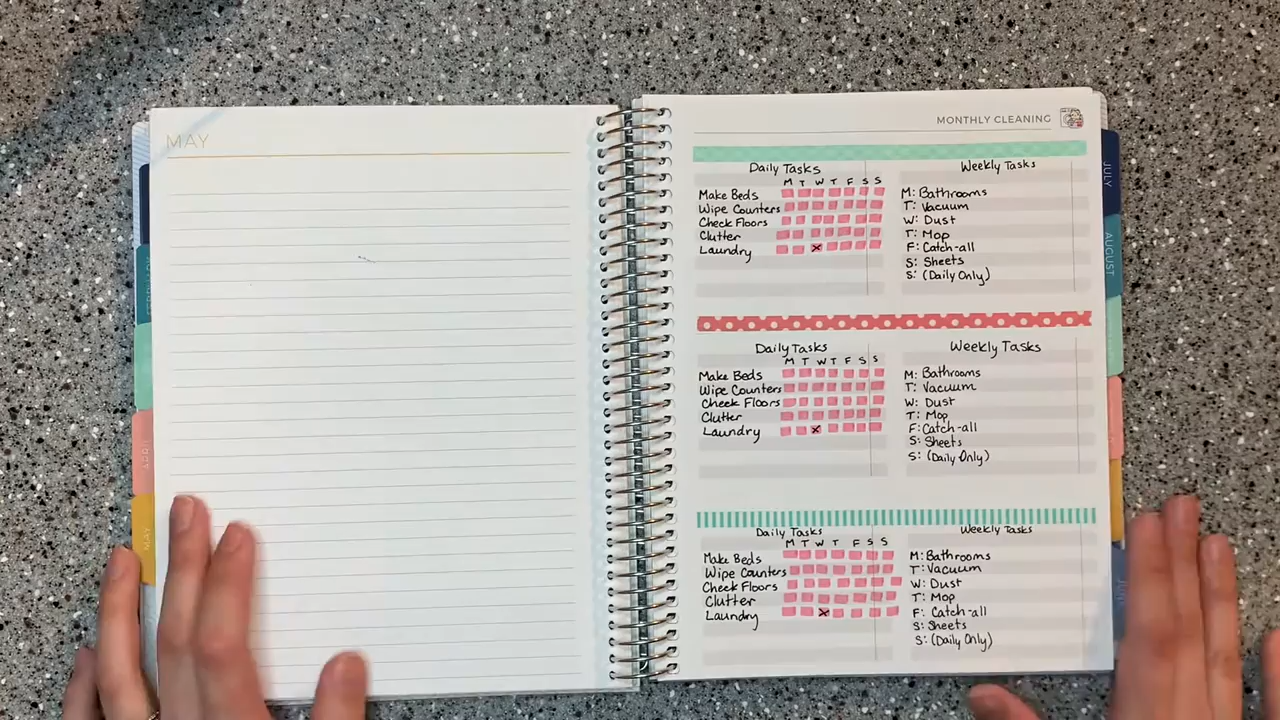 MAY
MONTHLY CLEANING
Daily Tasks
Weekly Tasks
M T W T F S S
Make Beds
Wipe Counters
Check Floors
Clutter
Laundry
M: Bathrooms
T: Vacuum
W: Dust
T: Mop
F: Catch-all
S: Sheets
S: (Daily Only)
Daily Tasks
Weekly Tasks
M T W T F S S
Make Beds
Wipe Counters
Check Floors
Clutter
Laundry
M: Bathrooms
T: Vacuum
W: Dust
T: Mop
F: Catch-all
S: Sheets
S: (Daily Only)
Daily Tasks
Weekly Tasks
M T W T F S S
Make Beds
Wipe Counters
Check Floors
Clutter
Laundry
M: Bathrooms
T: Vacuum
W: Dust
T: Mop
F: Catch-all
S: Sheets
S: (Daily Only)
APRIL
MAY
JULY
AUGUST